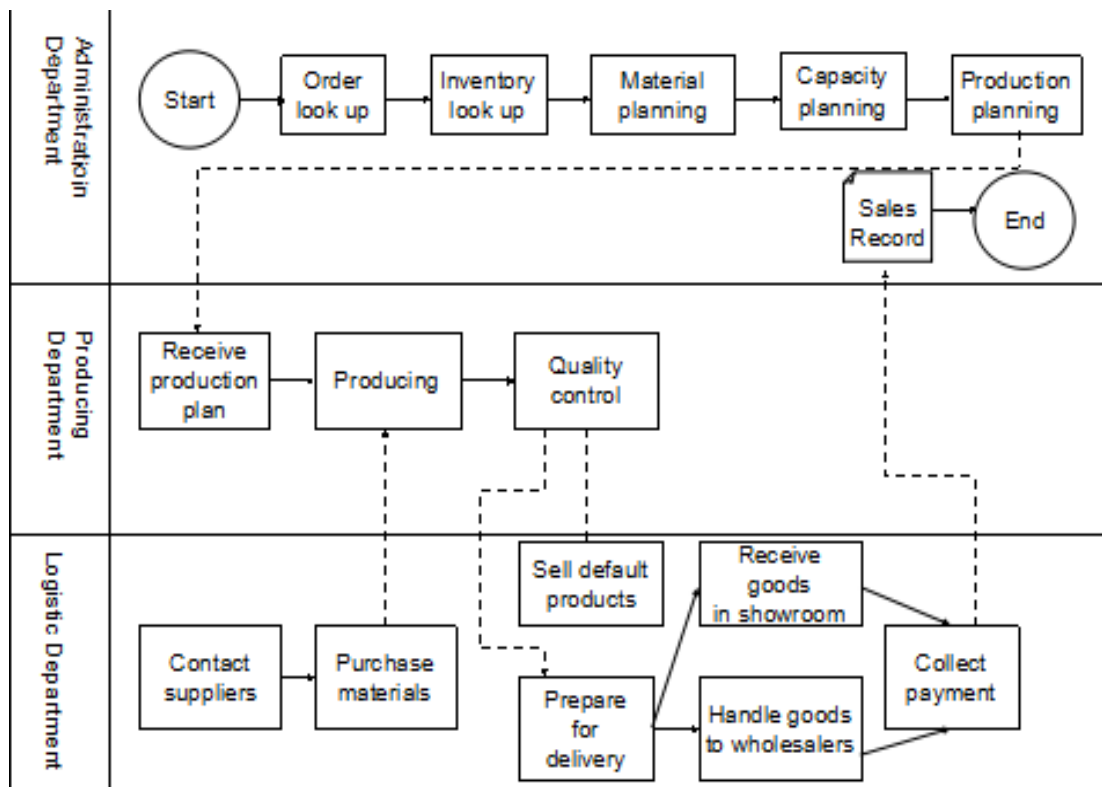 Administratioin
Department
Start
Order
look up
Inventory
look up
Material
planning
Capacity
planning
Production
planning
Sales
Record
End
Producing
Department
Receive
production
plan
Producing
Quality
control
Logistic Department
Contact
suppliers
Purchase
materials
Sell default
products
Prepare
for
delivery
Receive
goods
in showroom
Handle goods
to wholesalers
Collect
payment